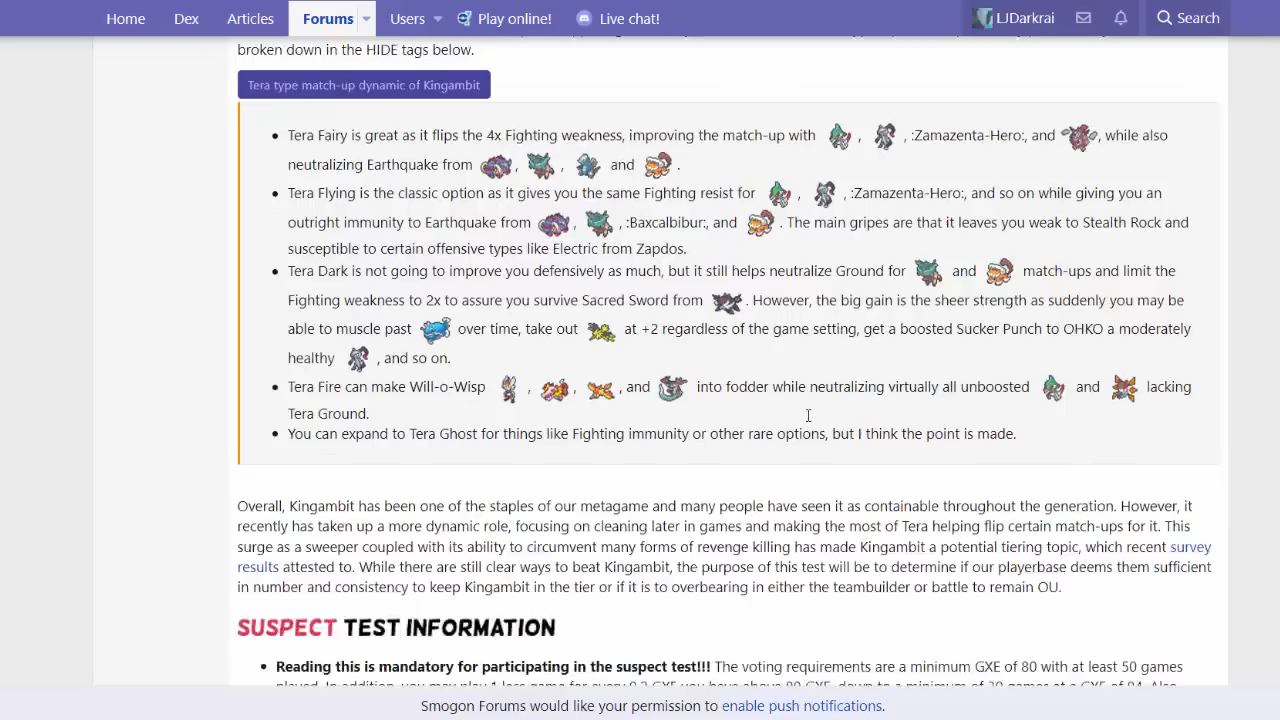 Home Dex Articles Forums Users Play online! Live chat! LJDarkrai Search
broken down in the HIDE tags below.
Tera type match-up dynamic of Kingambit
Tera Fairy is great as it flips the 4x Fighting weakness, improving the match-up with , , :Zamazenta-Hero:, and , while also
neutralizing Earthquake from , , and .
Tera Flying is the classic option as it gives you the same Fighting resist for , , :Zamazenta-Hero:, and so on while giving you an
outright immunity to Earthquake from , , :Baxcalbibur:, and . The main gripes are that it leaves you weak to Stealth Rock and
susceptible to certain offensive types like Electric from Zapdos.
Tera Dark is not going to improve you defensively as much, but it still helps neutralize Ground for and match-ups and limit the
Fighting weakness to 2x to assure you survive Sacred Sword from . However, the big gain is the sheer strength as suddenly you may be
able to muscle past over time, take out at +2 regardless of the game setting, get a boosted Sucker Punch to OHKO a moderately
healthy , and so on.
Tera Fire can make Will-o-Wisp , , , and into fodder while neutralizing virtually all unboosted and lacking
Tera Ground.
You can expand to Tera Ghost for things like Fighting immunity or other rare options, but I think the point is made.
Overall, Kingambit has been one of the staples of our metagame and many people have seen it as containable throughout the generation. However, it
recently has taken up a more dynamic role, focusing on cleaning later in games and making the most of Tera helping flip certain match-ups for it. This
surge as a sweeper coupled with its ability to circumvent many forms of revenge killing has made Kingambit a potential tiering topic, which recent survey
results attested to. While there are still clear ways to beat Kingambit, the purpose of this test will be to determine if our playerbase deems them sufficient
in number and consistency to keep Kingambit in the tier or if it is to overbearing in either the teambuilder or battle to remain OU.
SUSPECT TEST INFORMATION
Reading this is mandatory for participating in the suspect test!!! The voting requirements are a minimum GXE of 80 with at least 50 games
Smogon Forums would like your permission to enable push notifications.